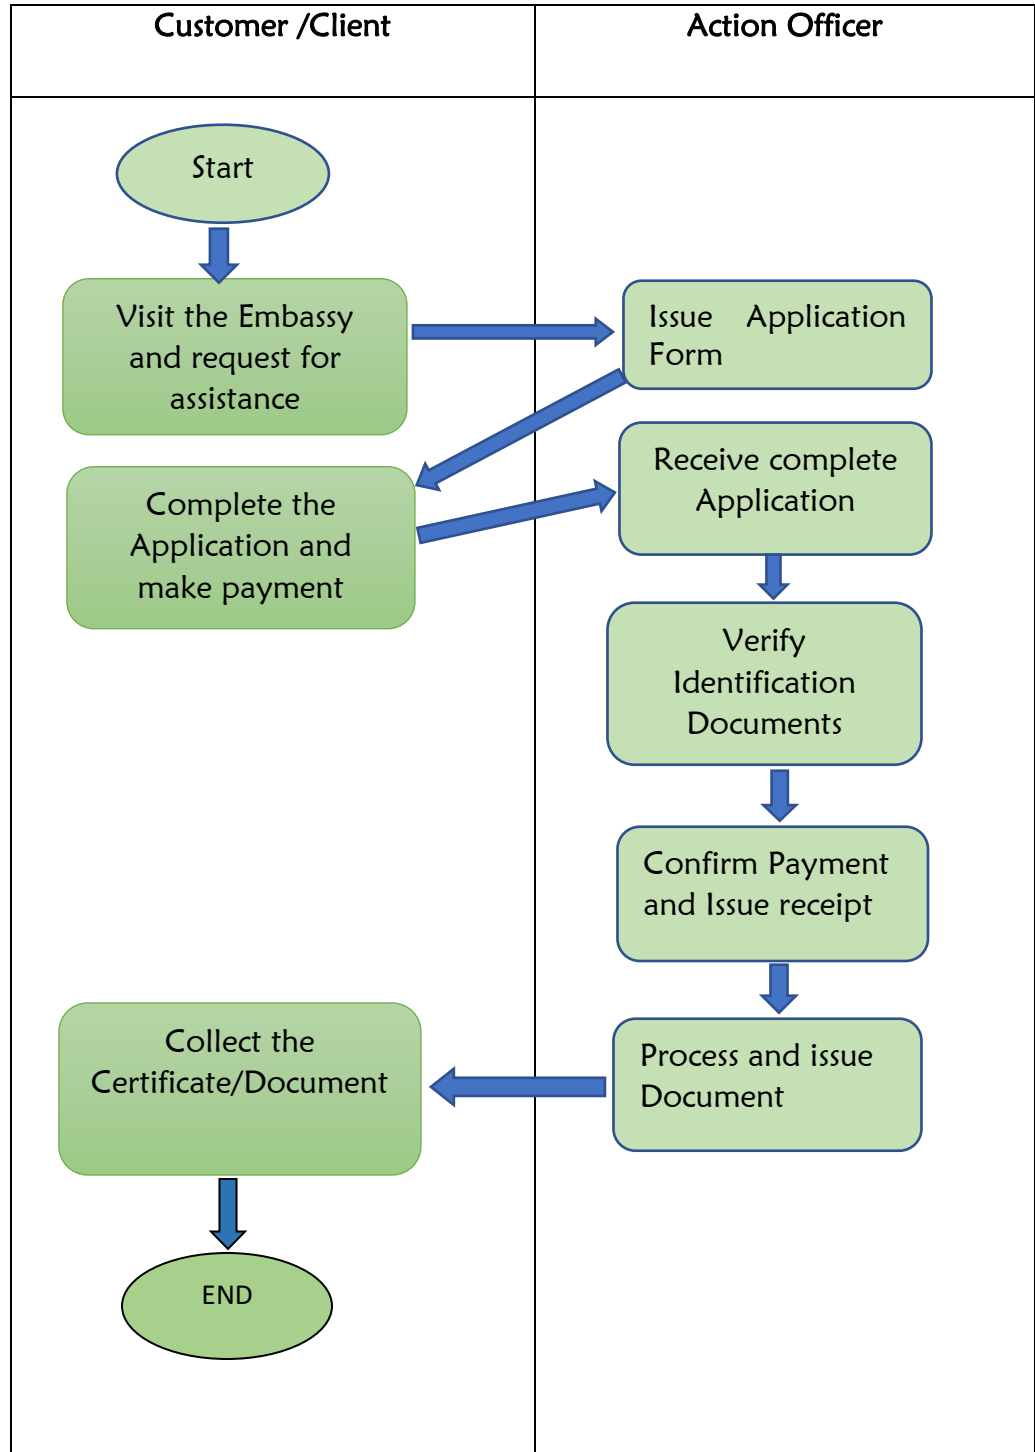 Customer /Client
Action Officer
Start
Visit the Embassy
and request for
assistance
Issue Application
Form
Complete the
Application and
make payment
Receive complete
Application
Verify
Identification
Documents
Confirm Payment
and Issue receipt
Process and issue
Document
Collect the
Certificate/Document
END